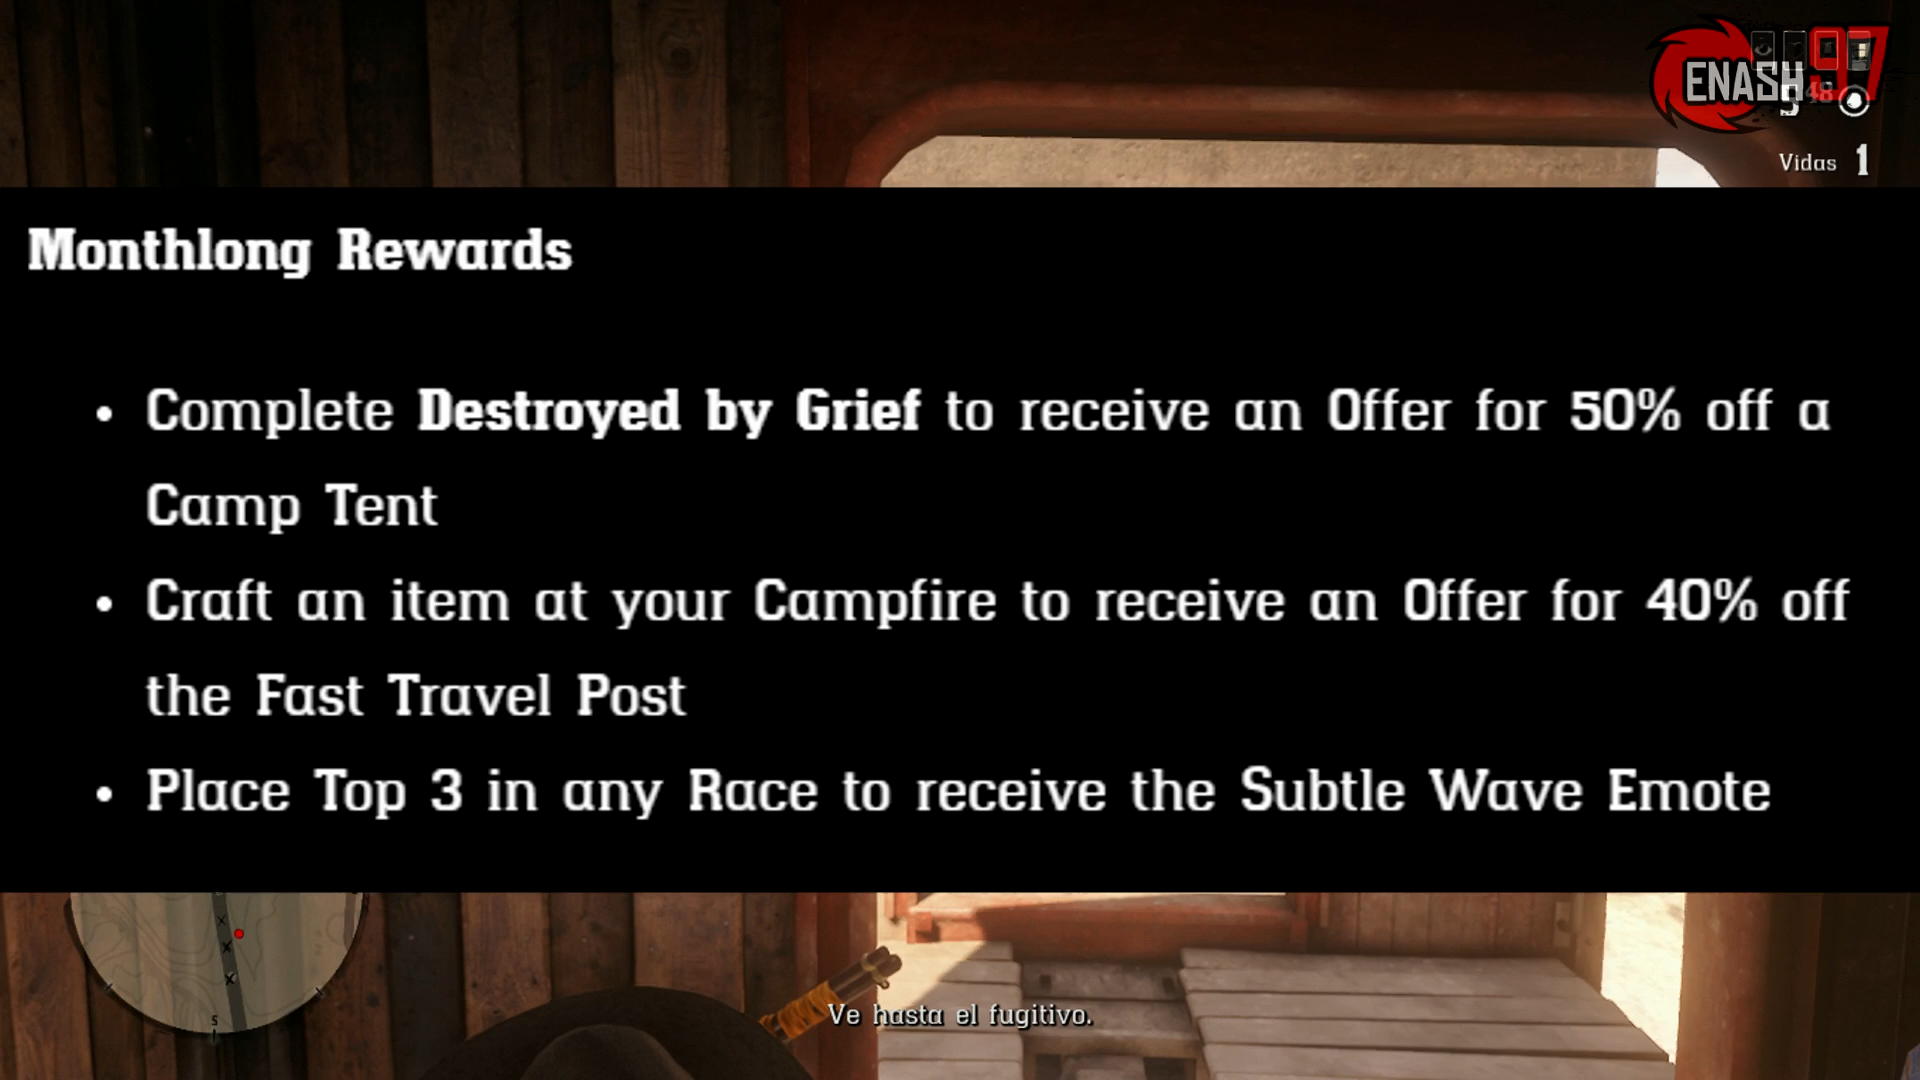 ENASH 97
Vidas 1
Monthlong Rewards
• Complete Destroyed by Grief to receive an Offer for 50% off a
Camp Tent
• Craft an item at your Campfire to receive an Offer for 40% off
the Fast Travel Post
• Place Top 3 in any Race to receive the Subtle Wave Emote
S
Ve hasta el fugitivo.